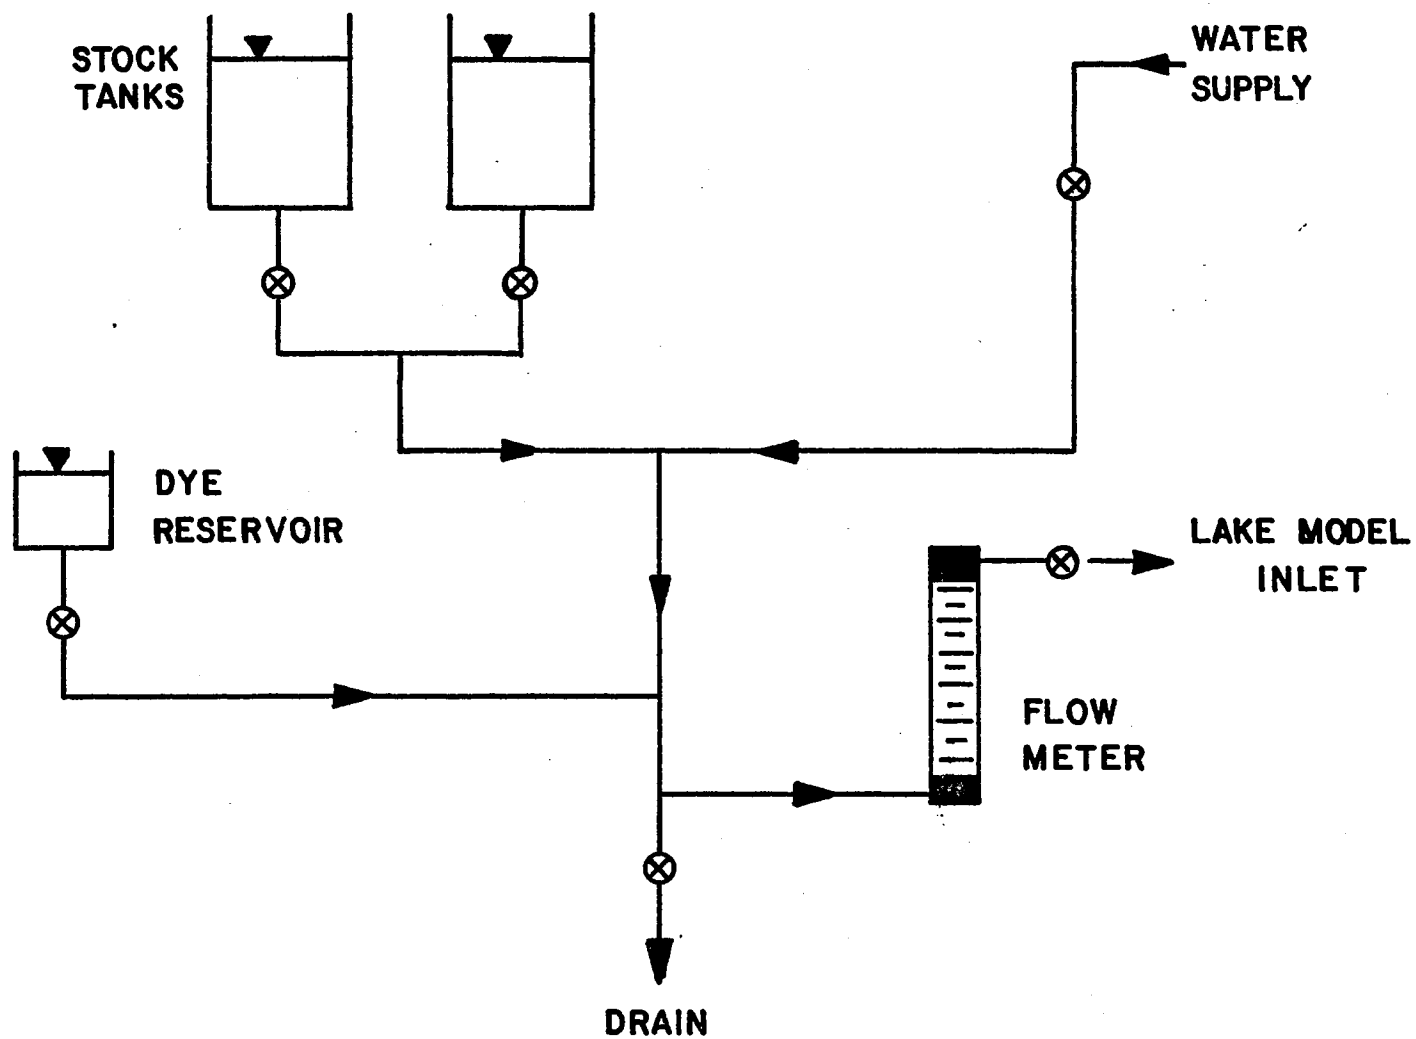 STOCK
TANKS
WATER
SUPPLY
DYE
RESERVOIR
LAKE MODEL
INLET
FLOW
METER
DRAIN